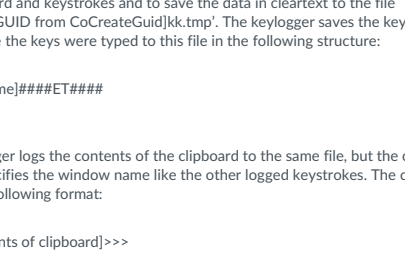 rd and keystrokes and to save the data in cleartext to the file
GUID from CoCreateGuid]kk.tmp’. The keylogger saves the key
the keys were typed to this file in the following structure:
me]####ET####
ger logs the contents of the clipboard to the same file, but the
cifies the window name like the other logged keystrokes. The
ollowing format:
nts of clipboard]>>>